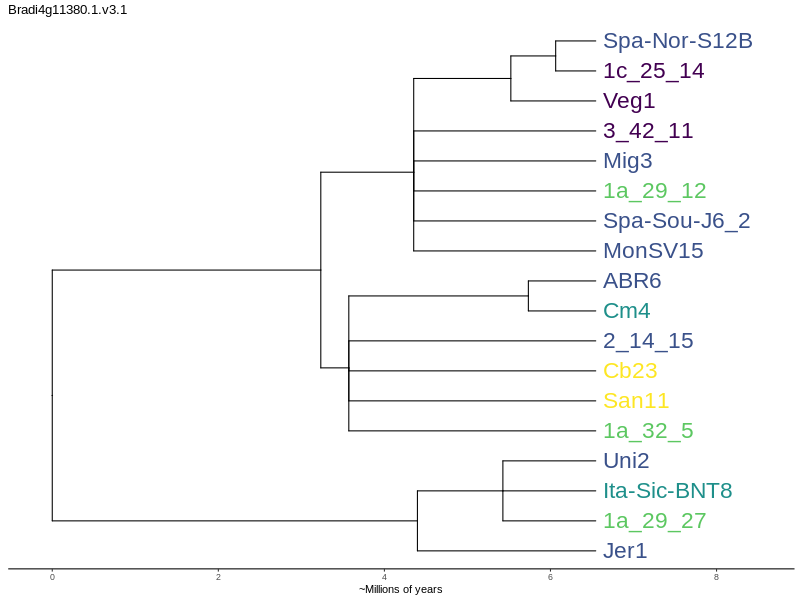 Bradi4g11380.1.v3.1
Spa-Nor-S12B
1c_25_14
Veg1
3_42_11
Mig3
1a_29_12
Spa-Sou-J6_2
MonSV15
ABR6
Cm4
2_14_15
Cb23
San11
1a_32_5
Uni2
Ita-Sic-BNT8
1a_29_27
Jer1
0 2 4 6 8
~Millions of years